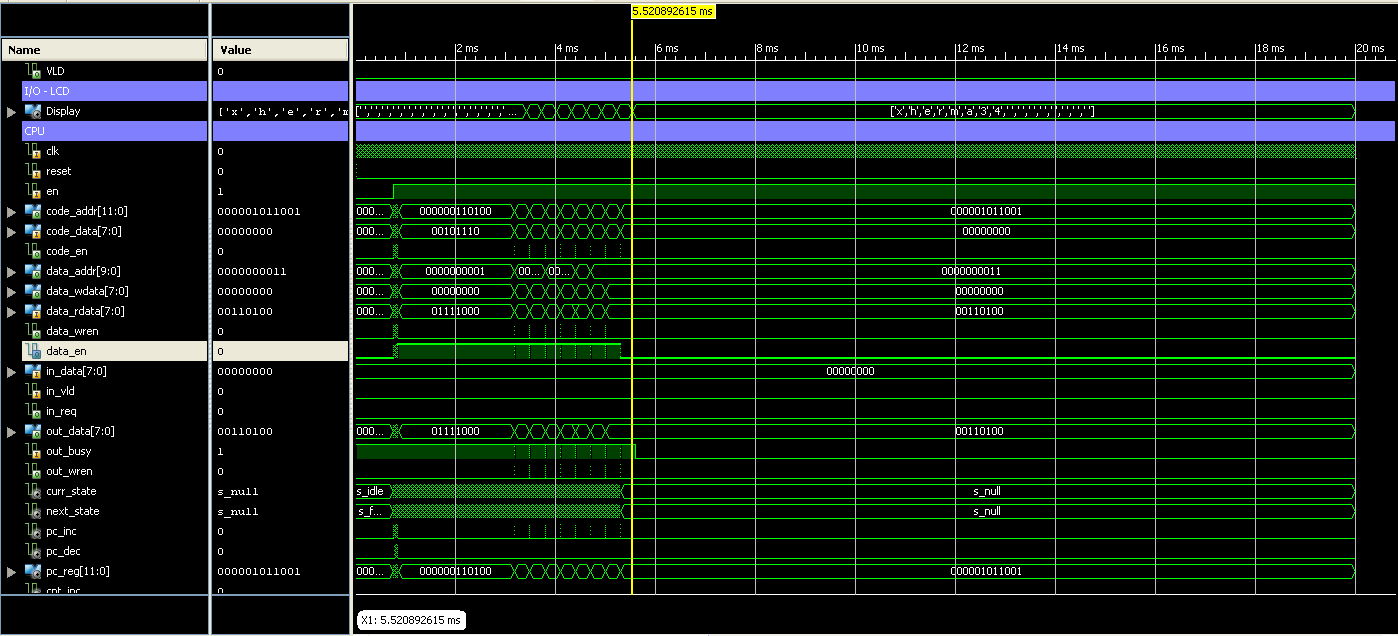 5.520892615 ms
Name Value 2 ms 4 ms 6 ms 8 ms 10 ms 12 ms 14 ms 16 ms 18 ms 20 ms
VLD 0
I/O - LCD
Display ['x','h','e','r','m [' ',' ',' ',' ',' ',' ',' ',' ',' ',' ',' ',' ',... [x,h,e,r,m,a,3,4,' ',' ',' ',' ',' ',' ',' ',' ']
CPU
clk 0
reset 0
en 1
code_addr[11:0] 000001011001 000... 000000110100 000001011001
code_data[7:0] 00000000 000... 00101110 00000000
code_en 0
data_addr[9:0] 0000000011 000... 0000000001 00... 00... 0000000011
data_wdata[7:0] 00000000 000... 00000000 00000000
data_rdata[7:0] 00110100 000... 01111000 00110100
data_wren 0
data_en 0
in_data[7:0] 00000000 00000000
in_vld 0
in_req 0
out_data[7:0] 00110100 000... 01111000 00110100
out_busy 1
out_wren 0
curr_state s_null s_idle s_null
next_state s_null s_f... s_null
pc_inc 0
pc_dec 0
pc_reg[11:0] 000001011001 000... 000000110100 000001011001
cnt_inc 0
X1: 5.520892615 ms